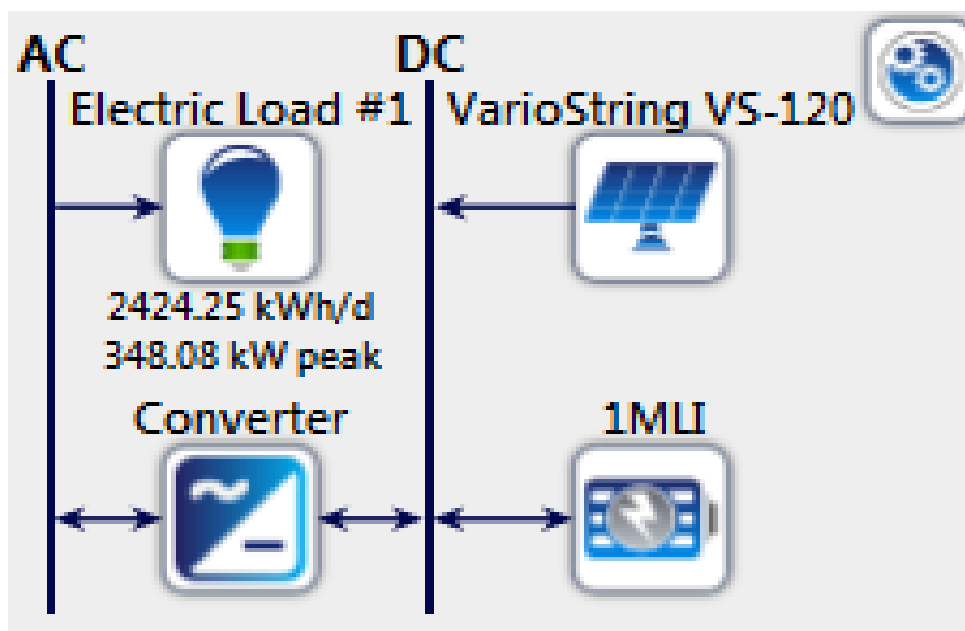 AC
DC
Electric Load #1
VarioString VS-120
2424.25 kWh/d
348.08 kW peak
Converter
1MLI